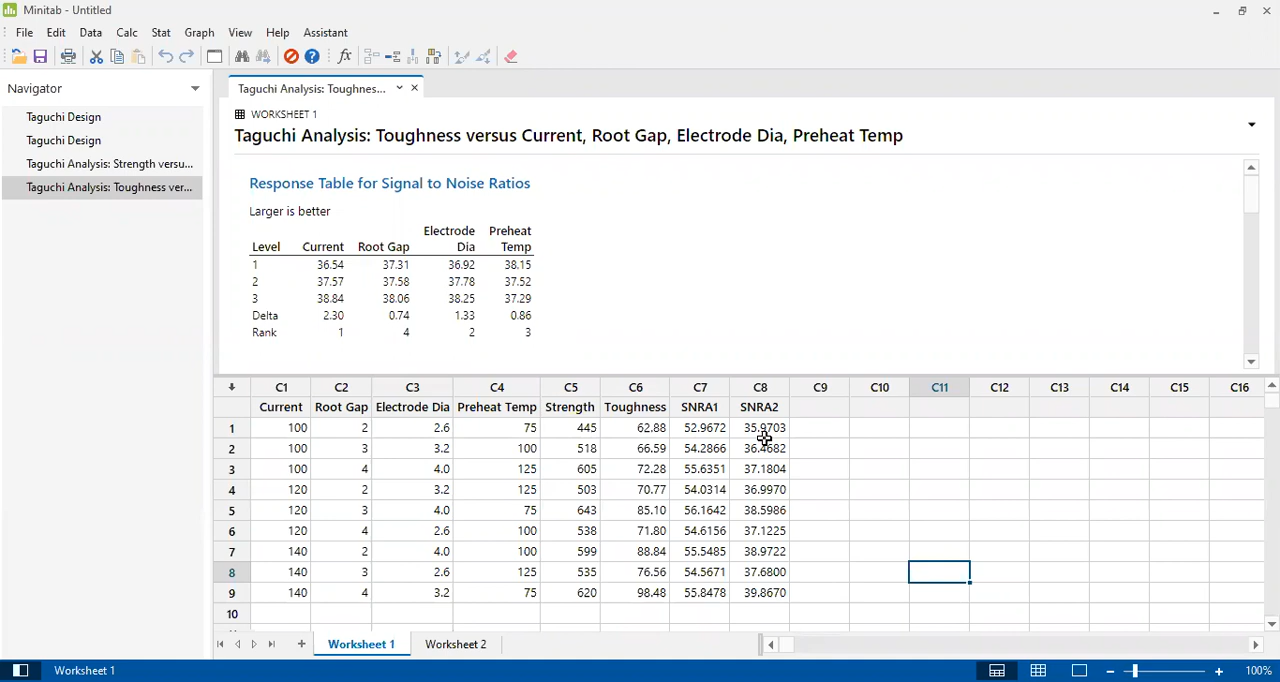 Minitab - Untitled
File Edit Data Calc Stat Graph View Help Assistant
Navigator
Taguchi Design
Taguchi Design
Taguchi Analysis: Strength versu...
Taguchi Analysis: Toughness ver...
Taguchi Analysis: Toughnes...
WORKSHEET 1
Taguchi Analysis: Toughness versus Current, Root Gap, Electrode Dia, Preheat Temp
Response Table for Signal to Noise Ratios
Larger is better
Electrode Preheat
Level Current Root Gap Dia Temp
1 36.54 37.31 36.92 38.15
2 37.57 37.58 37.78 37.52
3 38.84 38.06 38.25 37.29
Delta 2.30 0.74 1.33 0.86
Rank 1 4 2 3
C1 C2 C3 C4 C5 C6 C7 C8 C9 C10 C11 C12 C13 C14 C15 C16
Current Root Gap Electrode Dia Preheat Temp Strength Toughness SNRA1 SNRA2
1 100 2 2.6 75 445 62.88 52.9672 35.9703
2 100 3 3.2 100 518 66.59 54.2866 36.4682
3 100 4 4.0 125 605 72.28 55.6351 37.1804
4 120 2 3.2 125 503 70.77 54.0314 36.9970
5 120 3 4.0 75 643 85.10 56.1642 38.5986
6 120 4 2.6 100 538 71.80 54.6156 37.1225
7 140 2 4.0 100 599 88.84 55.5485 38.9722
8 140 3 2.6 125 535 76.56 54.5671 37.6800
9 140 4 3.2 75 620 98.48 55.8478 39.8670
10
Worksheet 1 Worksheet 2
Worksheet 1 100%